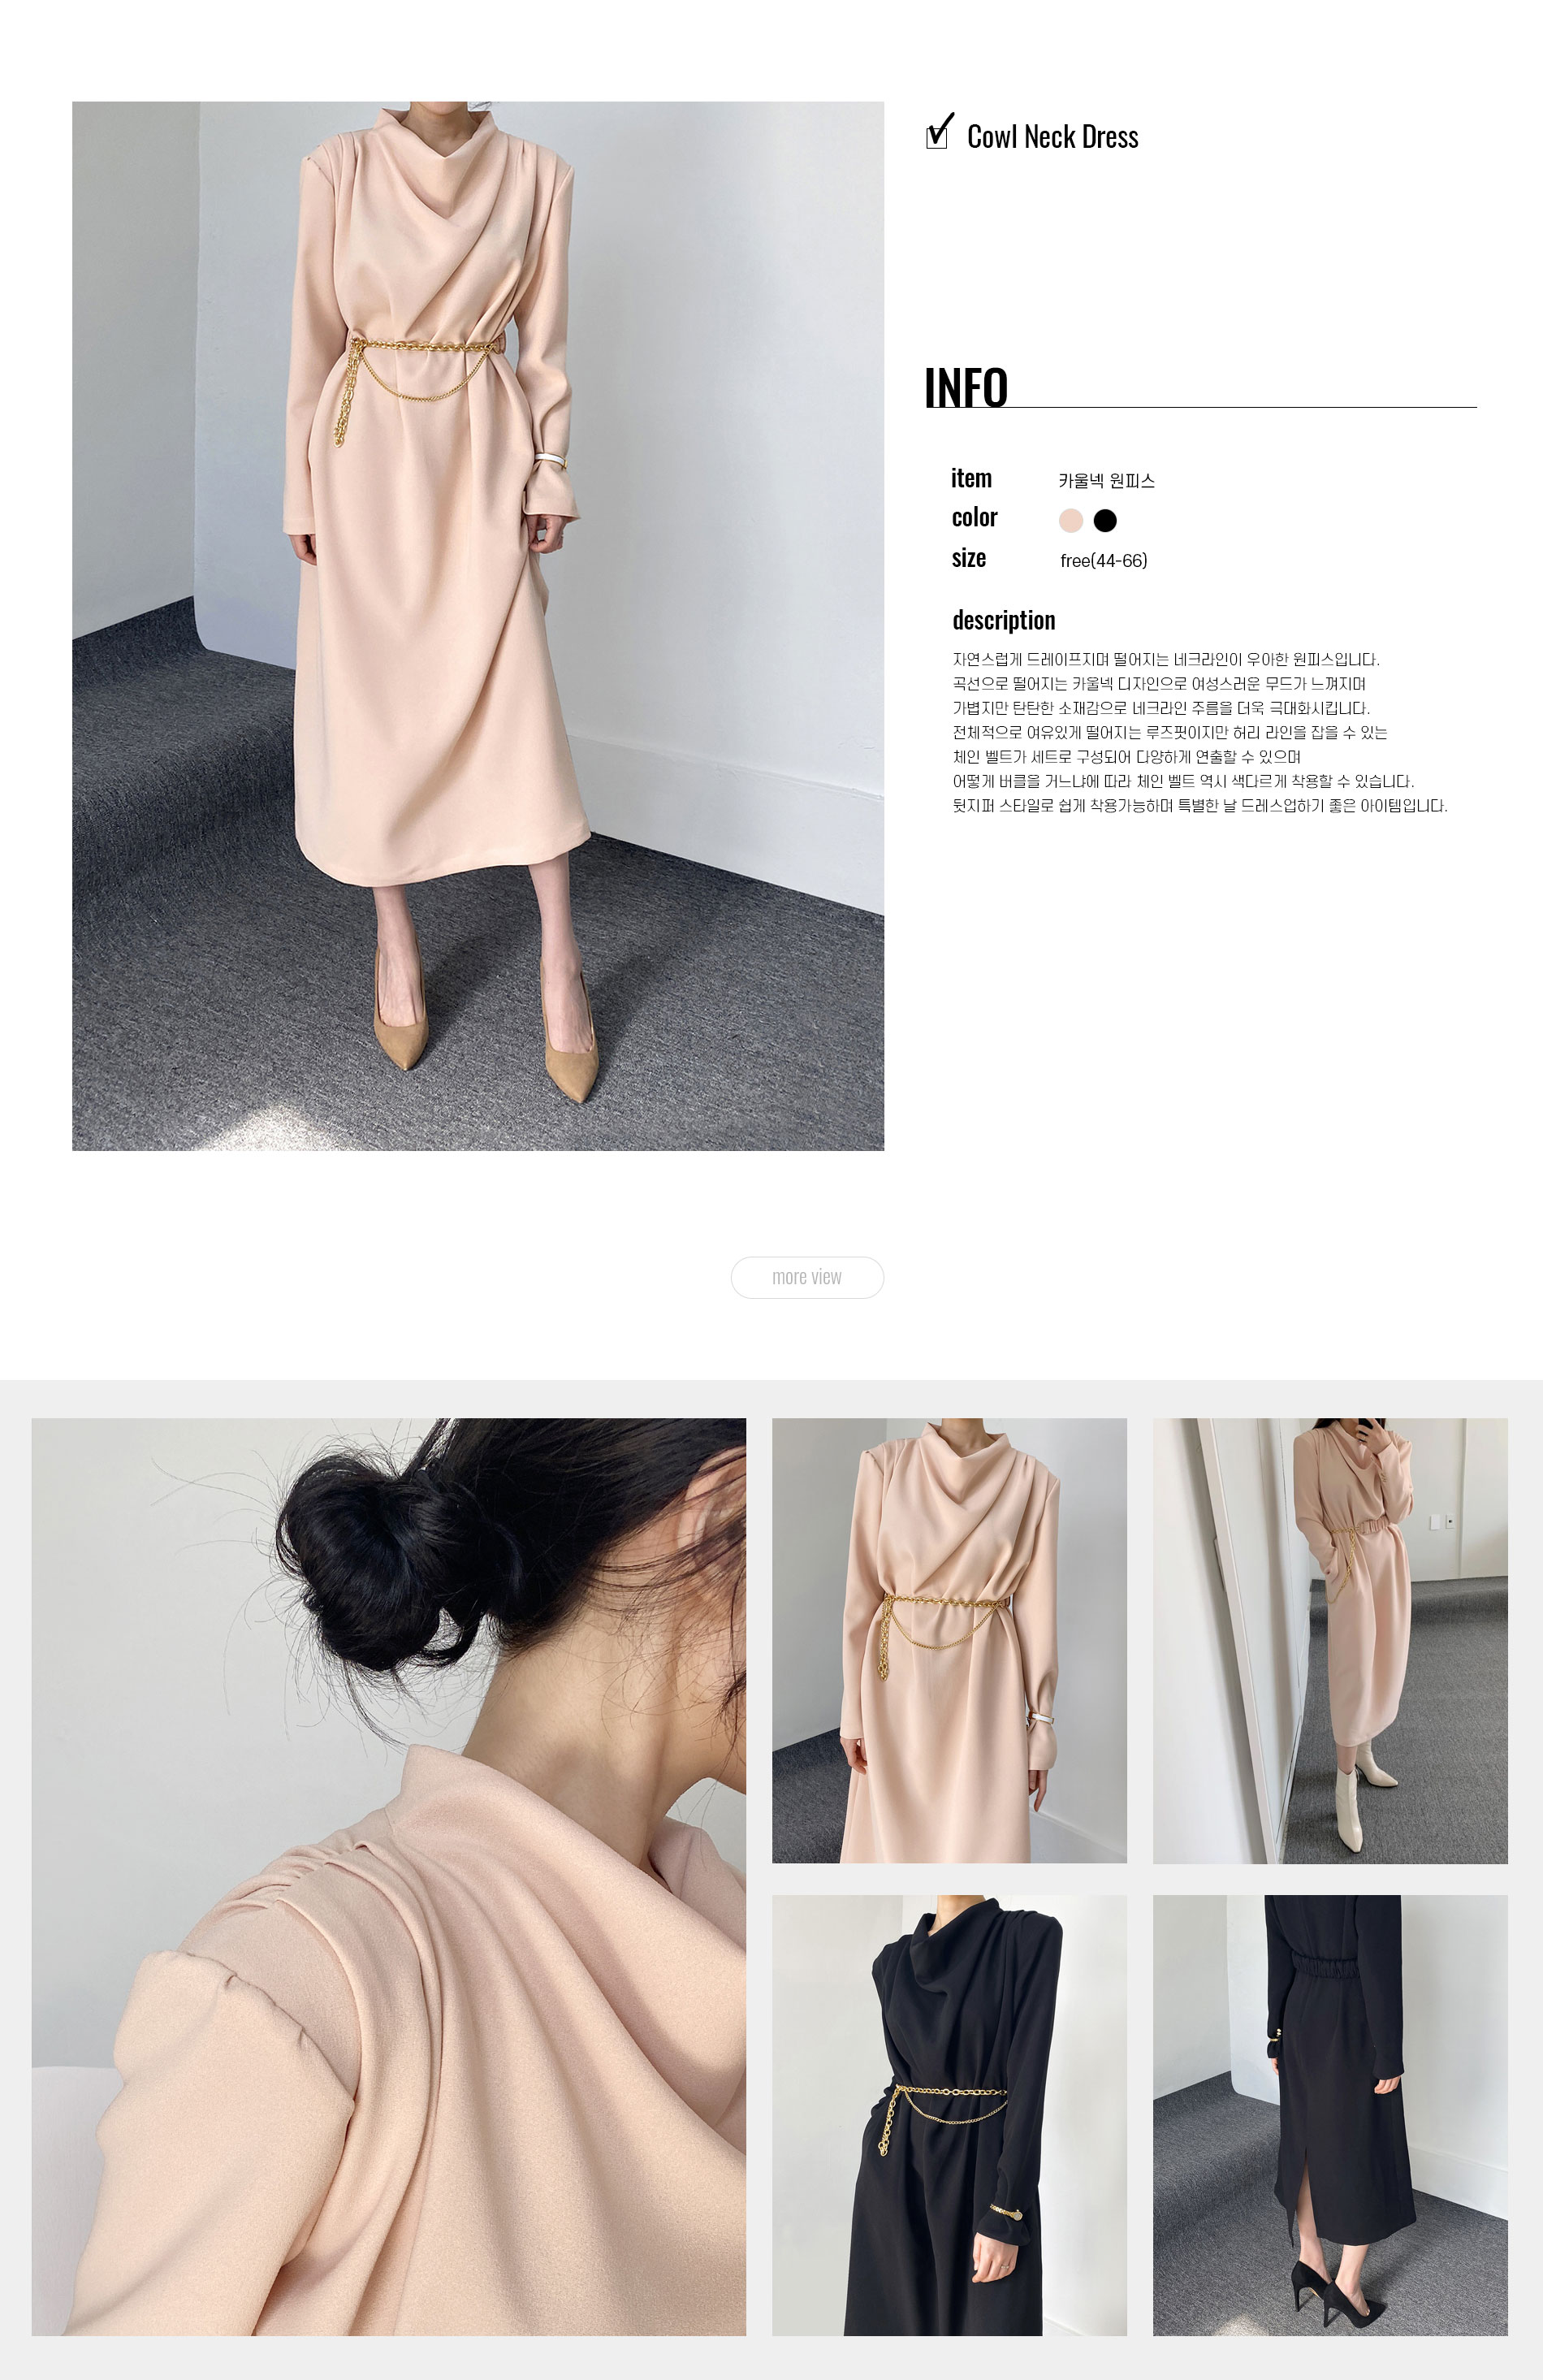 Cowl Neck Dress
INFO
item 카울넥 원피스
color
size free(44-66)
description
자연스럽게 드레이프지며 떨어지는 네크라인이 우아한 원피스입니다.
곡선으로 떨어지는 카울넥 디자인으로 여성스러운 무드가 느껴지며
가볍지만 탄탄한 소재감으로 네크라인 주름을 더욱 극대화시킵니다.
전체적으로 여유있게 떨어지는 루즈핏이지만 허리 라인을 잡을 수 있는
체인 벨트가 세트로 구성되어 다양하게 연출할 수 있으며
어떻게 버클을 거느냐에 따라 체인 벨트 역시 색다르게 착용할 수 있습니다.
뒷지퍼 스타일로 쉽게 착용가능하며 특별한 날 드레스업하기 좋은 아이템입니다.
more view